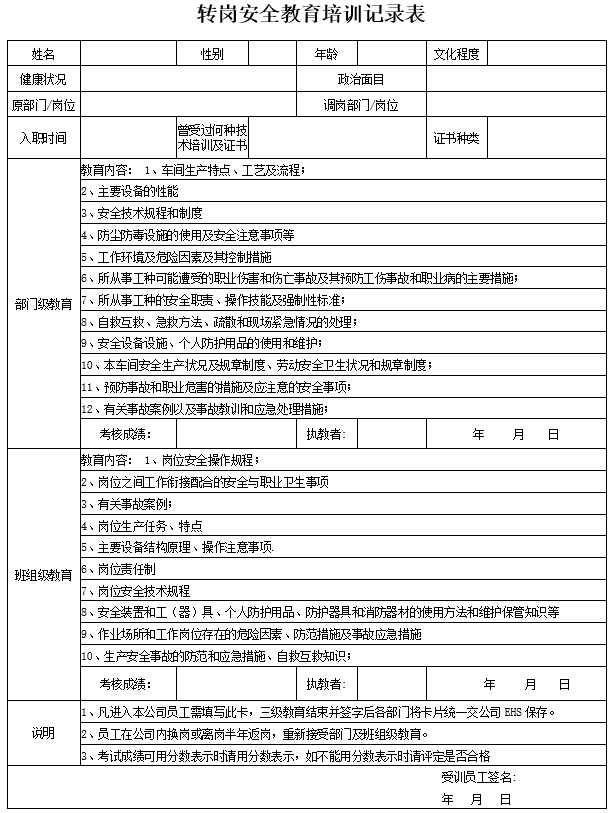 转岗安全教育培训记录表
姓名 性别 年龄 文化程度
健康状况 政治面目
原部门/岗位 调岗部门/岗位
入职时间 曾受过何种技术培训及证书 证书种类
部门级教育
教育内容： 1、车间生产特点、工艺及流程；
2、主要设备的性能
3、安全技术规程和制度
4、防尘防毒设施的使用及安全注意事项等
5、工作环境及危险因素及其控制措施
6、所从事工种可能遭受的职业伤害和伤亡事故及其预防工伤事故和职业病的主要措施；
7、所从事工种的安全职责、操作技能及强制性标准；
8、自救互救、急救方法、疏散和现场紧急情况的处理；
9、安全设备设施、个人防护用品的使用和维护；
10、本车间安全生产状况及规章制度、劳动安全卫生状况和规章制度；
11、预防事故和职业危害的措施及应注意的安全事项；
12、有关事故案例以及事故教训和应急处理措施；
考核成绩： 执教者： 年 月 日
班组级教育
教育内容： 1、岗位安全操作规程；
2、岗位之间工作衔接配合的安全与职业卫生事项
3、有关事故案例；
4、岗位生产任务、特点
5、主要设备结构原理、操作注意事项.
6、岗位责任制
7、岗位安全技术规程
8、安全装置和工（器）具、个人防护用品、防护器具和消防器材的使用方法和维护保管知识等
9、作业场所和工作岗位存在的危险因素、防范措施及事故应急措施
10、生产安全事故的防范和应急措施、自救互救知识；
考核成绩： 执教者： 年 月 日
说明
1、凡进入本公司员工需填写此卡，三级教育结束并签字后各部门将卡片统一交公司EHS保存。
2、员工在公司内换岗或离岗半年返岗，重新接受部门及班组级教育。
3、考试成绩可用分数表示时请用分数表示，如不能用分数表示时请评定是否合格
受训员工签名：
年 月 日